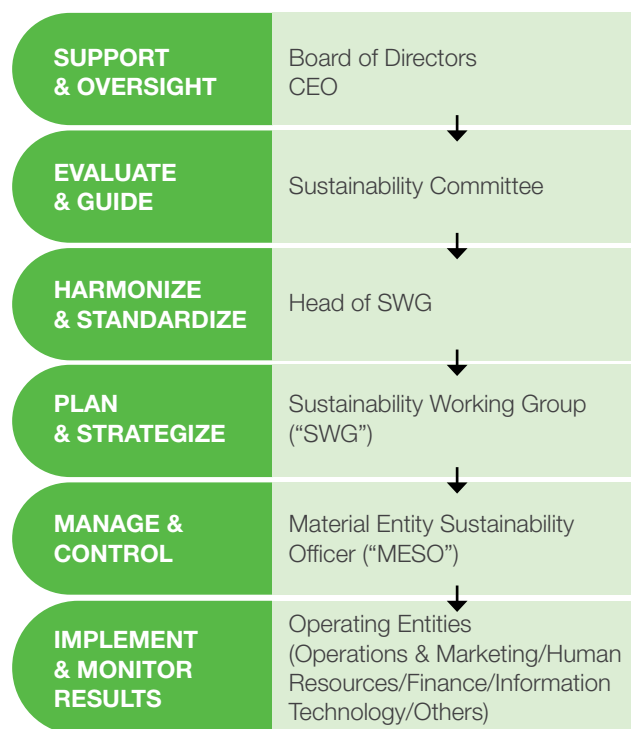 SUPPORT
& OVERSIGHT
Board of Directors
CEO
EVALUATE
& GUIDE
Sustainability Committee
HARMONIZE
& STANDARDIZE
Head of SWG
PLAN
& STRATEGIZE
Sustainability Working Group
(“SWG”)
MANAGE &
CONTROL
Material Entity Sustainability
Officer (“MESO”)
IMPLEMENT
& MONITOR
RESULTS
Operating Entities
(Operations & Marketing/Human
Resources/Finance/Information
Technology/Others)